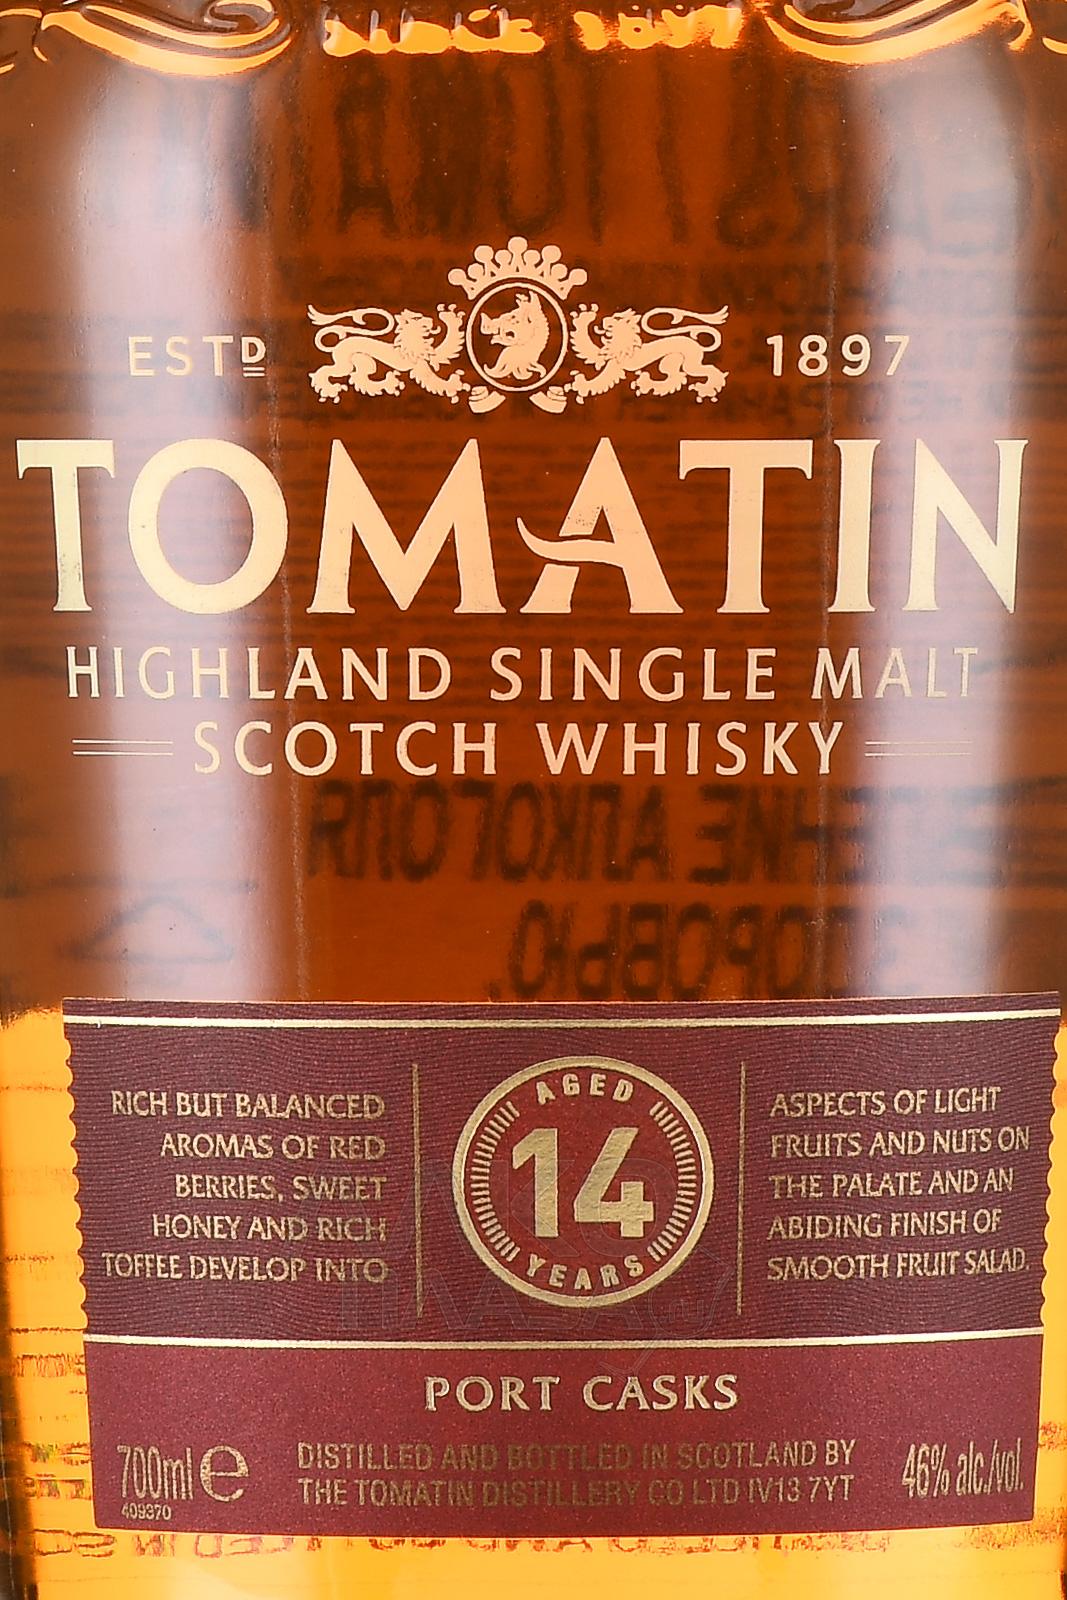 ESTD 1897
TOMATIN
HIGHLAND SINGLE MALT
SCOTCH WHISKY
RICH BUT BALANCED
AROMAS OF RED
BERRIES, SWEET
HONEY AND RICH
TOFFEE DEVELOP INTO
AGED
14
YEARS
ASPECTS OF LIGHT
FRUITS AND NUTS ON
THE PALATE AND AN
ABIDING FINISH OF
SMOOTH FRUIT SALAD.
PORT CASKS
700ml e
409370
DISTILLED AND BOTTLED IN SCOTLAND BY
THE TOMATIN DISTILLERY CO LTD IV13 7YT
46% alc./vol.